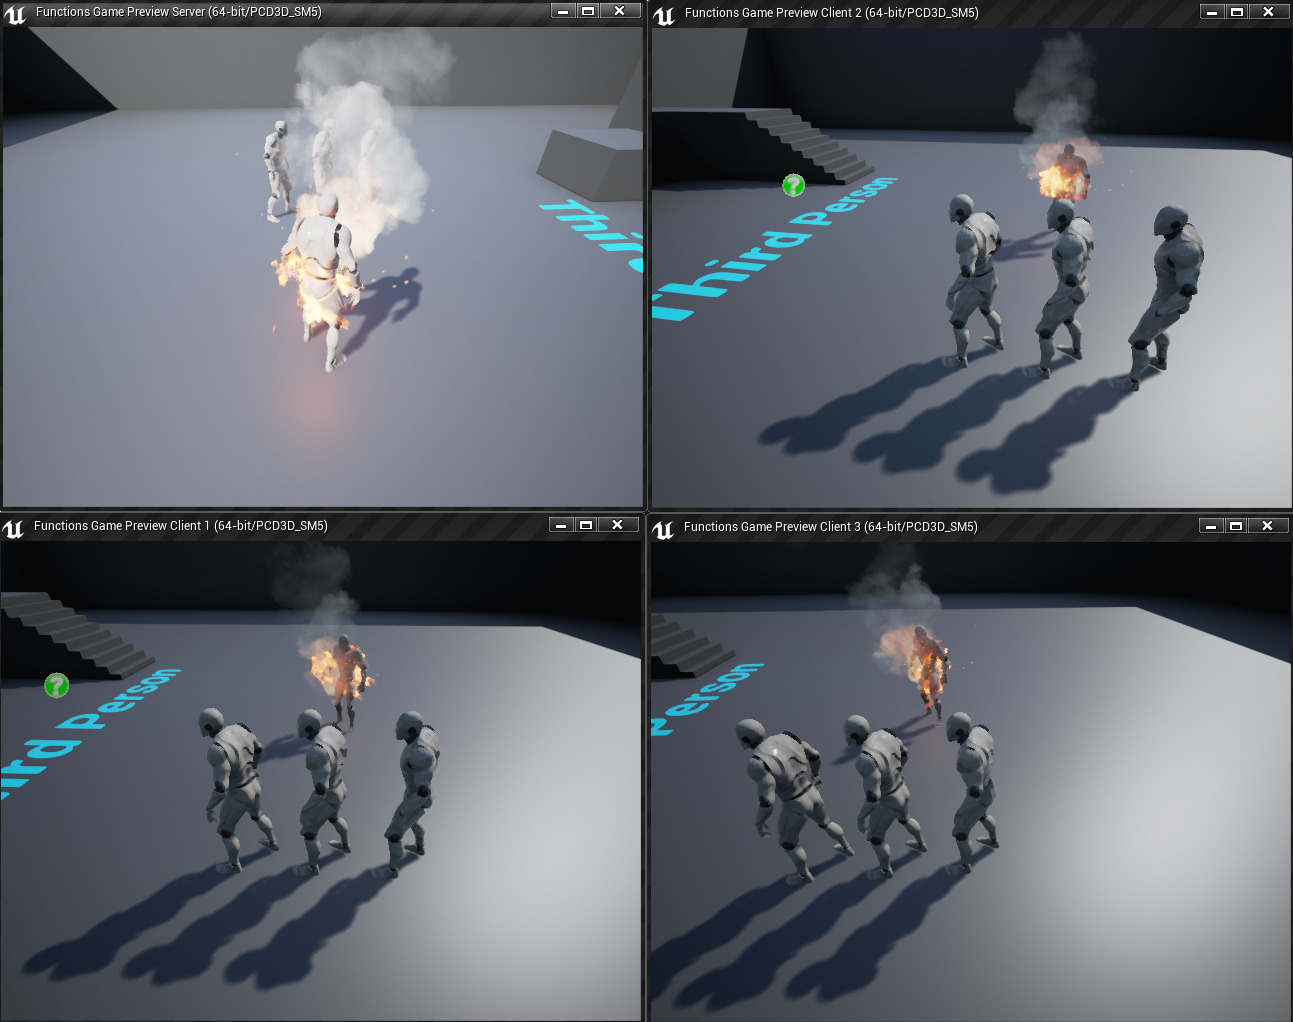 Functions Game Preview Server (64-bit/PCD3D_SM5)
Thir
Functions Game Preview Client 2 (64-bit/PCD3D_SM5)
?
Third Person
Functions Game Preview Client 1 (64-bit/PCD3D_SM5)
?
ird Person
Functions Game Preview Client 3 (64-bit/PCD3D_SM5)
Person